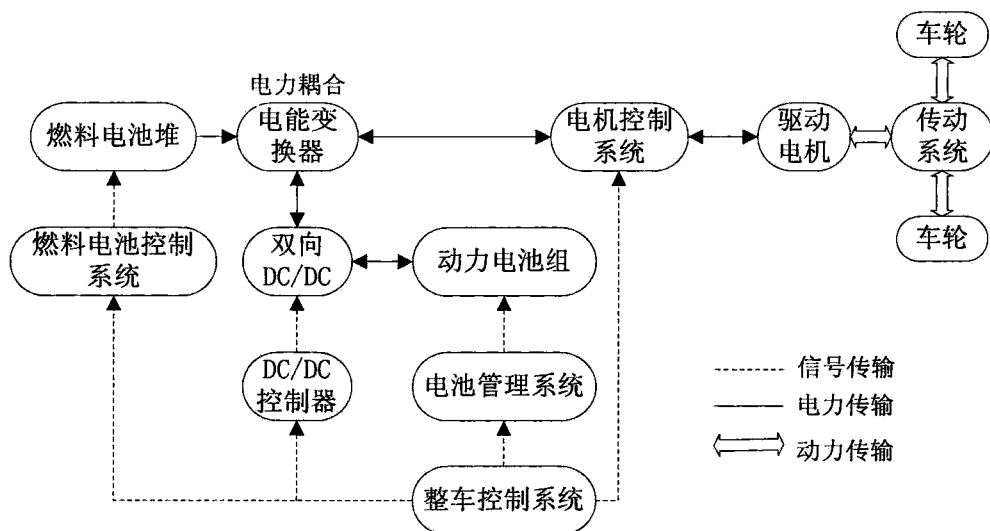 车轮
电力耦合
燃料电池堆
电能变
换器
电机控制
系统
驱动
电机
传动
系统
车轮
燃料电池控制
系统
双向
DC/DC
动力电池组
DC/DC
控制器
电池管理系统
整车控制系统
信号传输
电力传输
动力传输